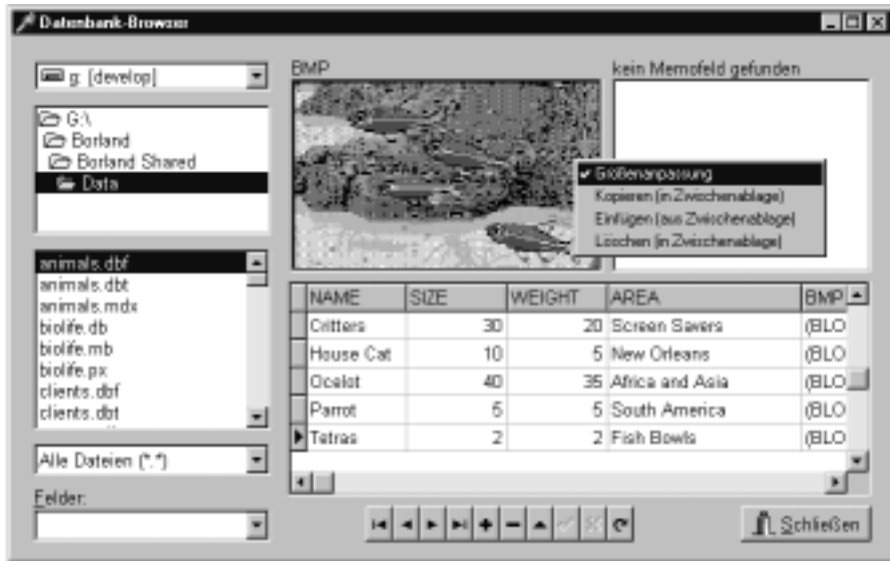 Datenbank-Browser
g: [develop]
G:\
Borland
Borland Shared
Data
animals.dbf
animals.dbt
animals.mdx
biolife.db
biolife.mb
biolife.px
clients.dbf
clients.dbt
Alle Dateien (*.*)
Felder:
BMP
kein Memofeld gefunden
Größenanpassung
Kopieren (in Zwischenablage)
Einfügen (aus Zwischenablage)
Löschen (in Zwischenablage)
NAME SIZE WEIGHT AREA BMP
Critters 30 20 Screen Savers (BLO
House Cat 10 5 New Orleans (BLO
Ocelot 40 35 Africa and Asia (BLO
Parrot 5 5 South America (BLO
Tetras 2 2 Fish Bowls (BLO
Schließen